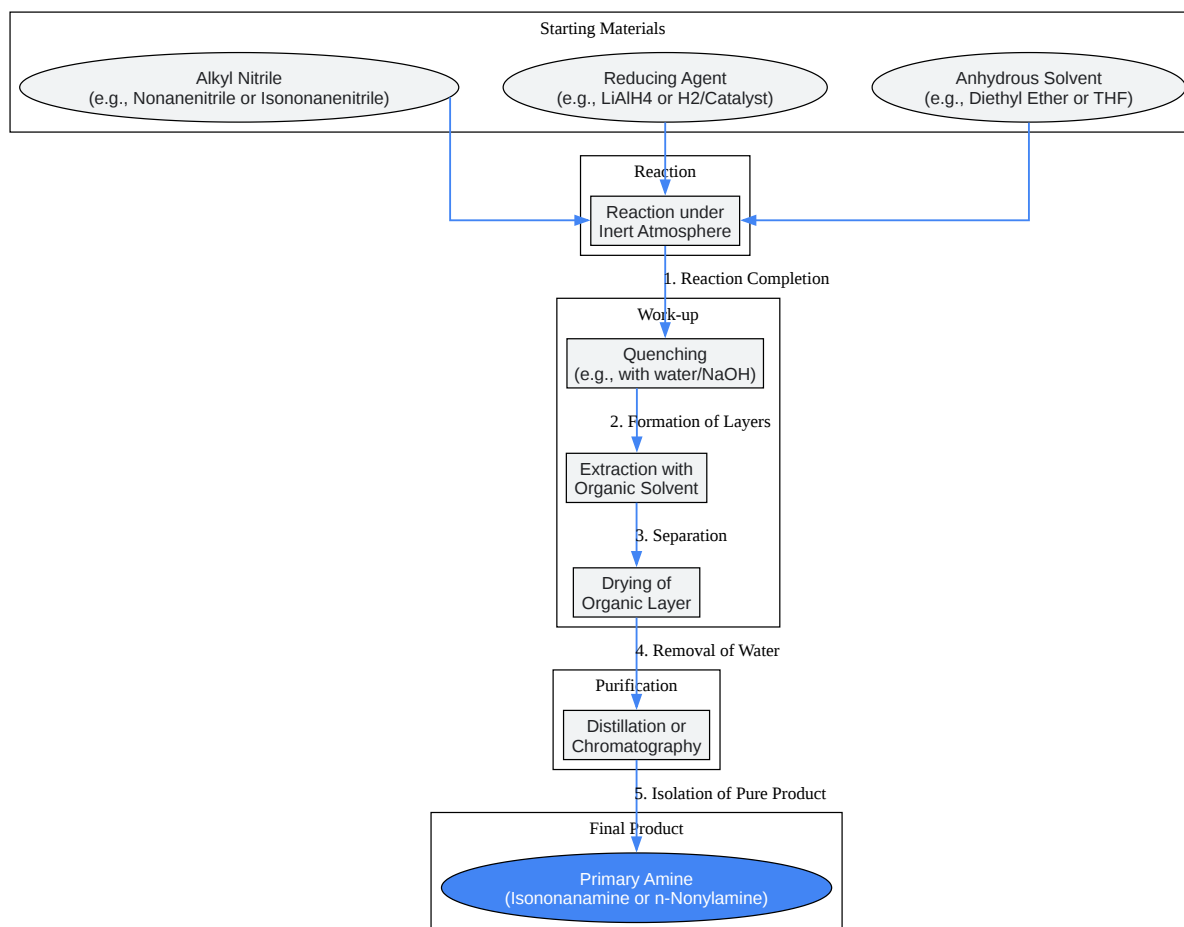 Starting Materials
Alkyl Nitrile
(e.g., Nonanenitrile or Isononanenitrile)
Reducing Agent
(e.g., LiAlH4 or H2/Catalyst)
Anhydrous Solvent
(e.g., Diethyl Ether or THF)
Reaction
Reaction under
Inert Atmosphere
1. Reaction Completion
Work-up
Quenching
(e.g., with water/NaOH)
2. Formation of Layers
Extraction with
Organic Solvent
3. Separation
Drying of
Organic Layer
4. Removal of Water
Purification
Distillation or
Chromatography
5. Isolation of Pure Product
Final Product
Primary Amine
(Isononanamine or n-Nonylamine)